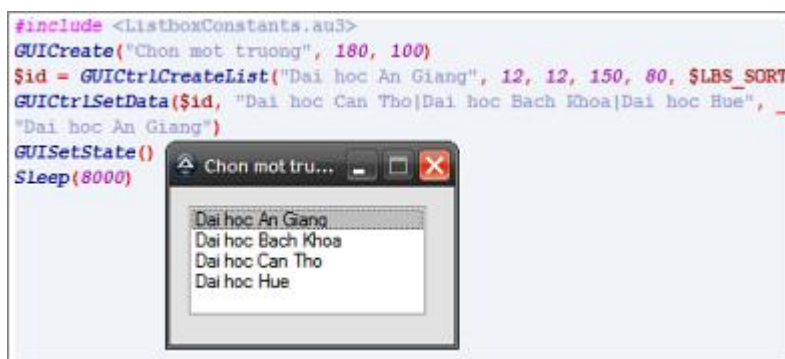 #include <ListboxConstants.au3>
GUICreate("Chon mot truong", 180, 100)
$id = GUICtrlCreateList("Dai hoc An Giang", 12, 12, 150, 80, $LBS_SORT
GUICtrlSetData($id, "Dai hoc Can Tho|Dai hoc Bach Khoa|Dai hoc Hue", _
"Dai hoc An Giang")
GUISetState()
Sleep(8000)
Chon mot tru...
Dai hoc An Giang
Dai hoc Bach Khoa
Dai hoc Can Tho
Dai hoc Hue